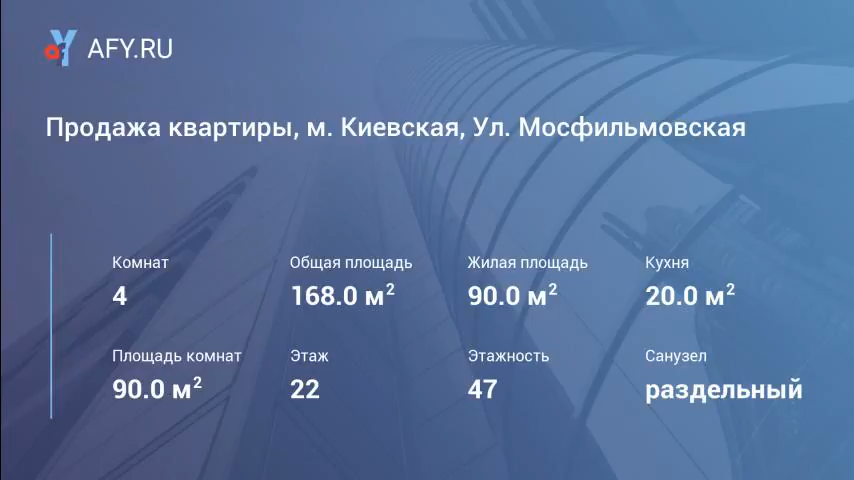 AFY.RU
Продажа квартиры, м. Киевская, Ул. Мосфильмовская
Комнат
4
Общая площадь
168.0 м²
Жилая площадь
90.0 м²
Кухня
20.0 м²
Площадь комнат
90.0 м²
Этаж
22
Этажность
47
Санузел
раздельный